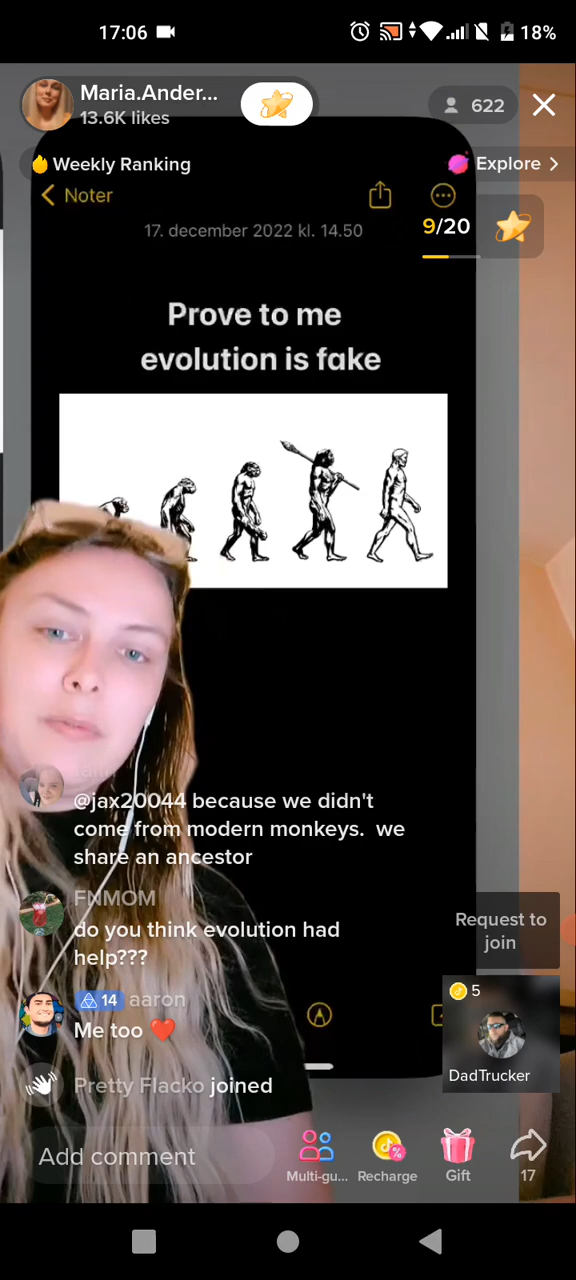 17:06
18%
Maria.Ander...
13.6K likes
622
Weekly Ranking
Explore >
Noter
17. december 2022 kl. 14.50
9/20
Prove to me
evolution is fake
@jax20044 because we didn't
come from modern monkeys. we
share an ancestor
FNMOM
do you think evolution had
help???
14 aaron
Me too ❤️
Pretty Flacko joined
Request to
join
5
DadTrucker
Add comment
Multi-gu...
Recharge
Gift
17